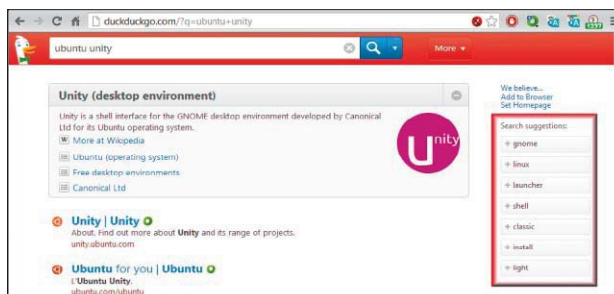 duckduckgo.com/?q=ubuntu+unity
ubuntu unity
More
Unity (desktop environment)
Unity is a shell interface for the GNOME desktop environment developed by Canonical
Ltd for its Ubuntu operating system.
W More at Wikipedia
Ubuntu (operating system)
Free desktop environments
Canonical Ltd
Unity
We believe...
Add to Browser
Set Homepage
Search suggestions:
+ gnome
+ linux
+ launcher
+ shell
+ classic
+ install
+ light
Unity | Unity
About. Find out more about Unity and its range of projects.
unity.ubuntu.com
Ubuntu for you | Ubuntu
L'Ubuntu Unity.
ubuntu.com/ubuntu